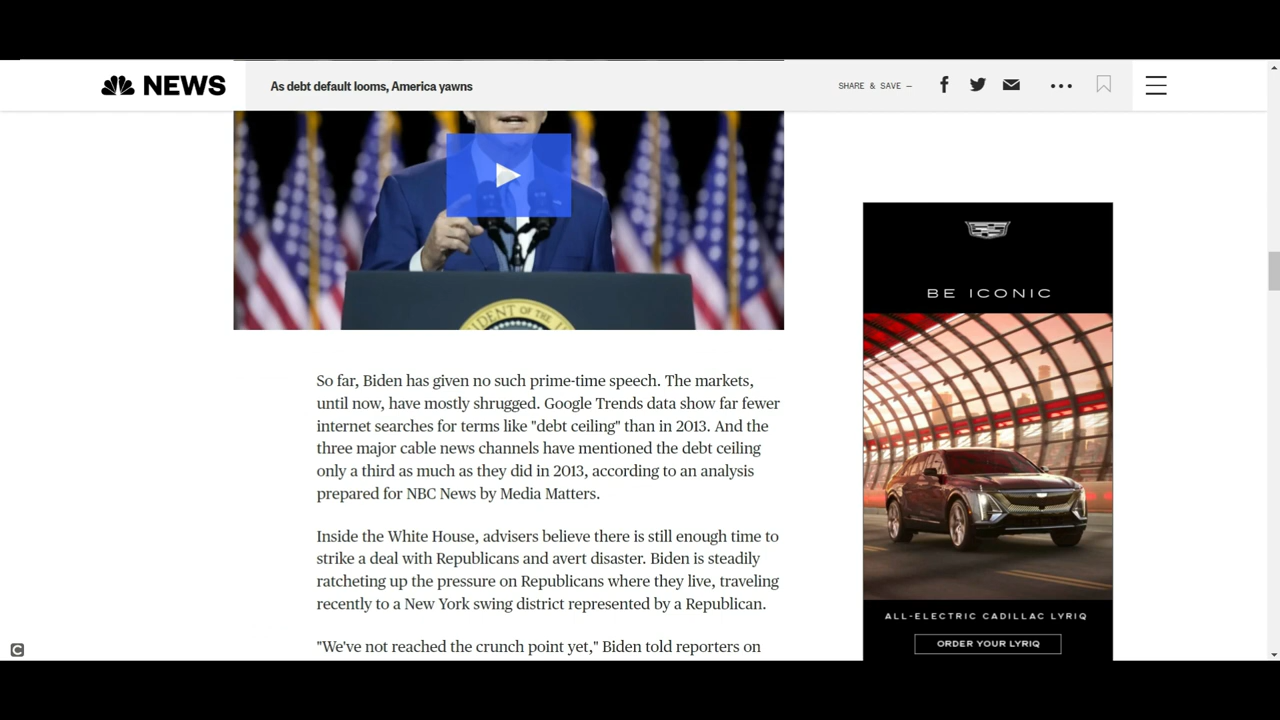 NEWS
As debt default looms, America yawns
SHARE & SAVE —
DENT OF THE
So far, Biden has given no such prime-time speech. The markets,
until now, have mostly shrugged. Google Trends data show far fewer
internet searches for terms like "debt ceiling" than in 2013. And the
three major cable news channels have mentioned the debt ceiling
only a third as much as they did in 2013, according to an analysis
prepared for NBC News by Media Matters.
Inside the White House, advisers believe there is still enough time to
strike a deal with Republicans and avert disaster. Biden is steadily
ratcheting up the pressure on Republicans where they live, traveling
recently to a New York swing district represented by a Republican.
"We've not reached the crunch point yet," Biden told reporters on
BE ICONIC
ALL-ELECTRIC CADILLAC LYRIQ
ORDER YOUR LYRIQ
C